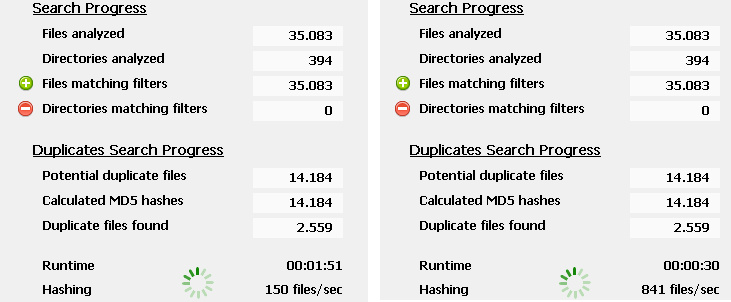 Search Progress
Files analyzed 35.083
Directories analyzed 394
Files matching filters 35.083
Directories matching filters 0
Duplicates Search Progress
Potential duplicate files 14.184
Calculated MD5 hashes 14.184
Duplicate files found 2.559
Runtime 00:01:51
Hashing 150 files/sec
Search Progress
Files analyzed 35.083
Directories analyzed 394
Files matching filters 35.083
Directories matching filters 0
Duplicates Search Progress
Potential duplicate files 14.184
Calculated MD5 hashes 14.184
Duplicate files found 2.559
Runtime 00:00:30
Hashing 841 files/sec